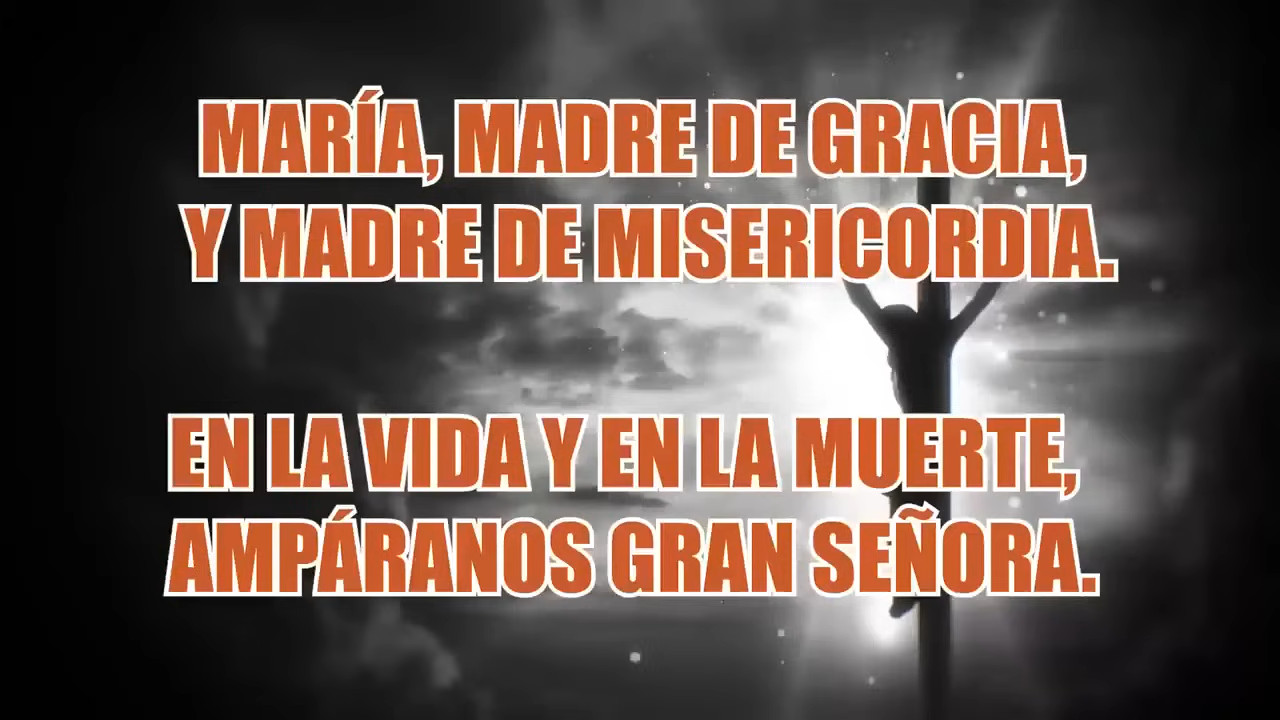 MARÍA, MADRE DE GRACIA,
Y MADRE DE MISERICORDIA.
EN LA VIDA Y EN LA MUERTE,
AMPÁRANOS GRAN SEÑORA.